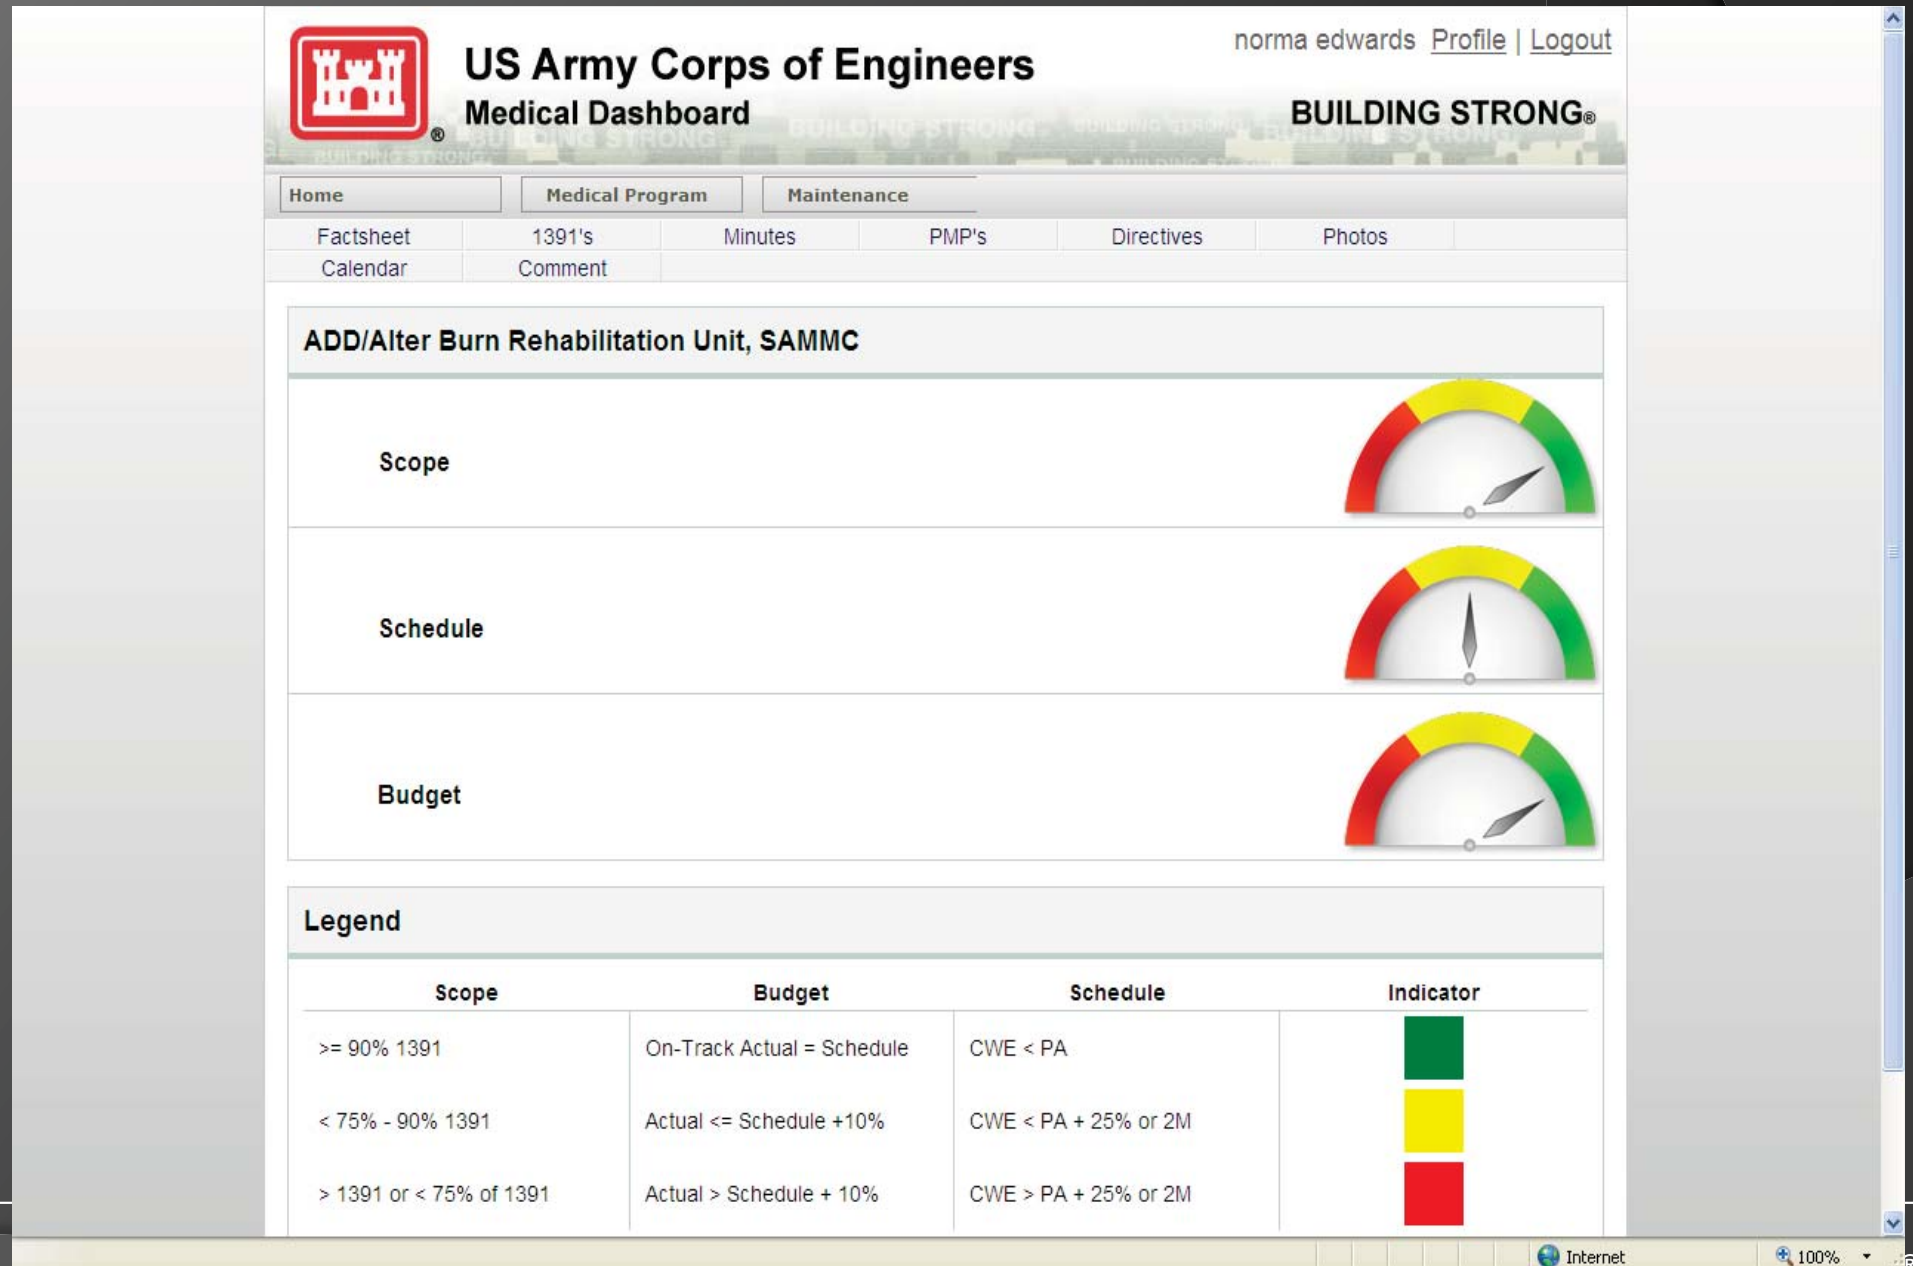 norma edwards Profile | Logout
US Army Corps of Engineers
Medical Dashboard
BUILDING STRONG®
®
Home Medical Program Maintenance
Factsheet 1391's Minutes PMP's Directives Photos
Calendar Comment
ADD/Alter Burn Rehabilitation Unit, SAMMC
Scope
Schedule
Budget
Legend
Scope Budget Schedule Indicator
>= 90% 1391 On-Track Actual = Schedule CWE < PA
< 75% - 90% 1391 Actual <= Schedule +10% CWE < PA + 25% or 2M
> 1391 or < 75% of 1391 Actual > Schedule + 10% CWE > PA + 25% or 2M
Internet 100%